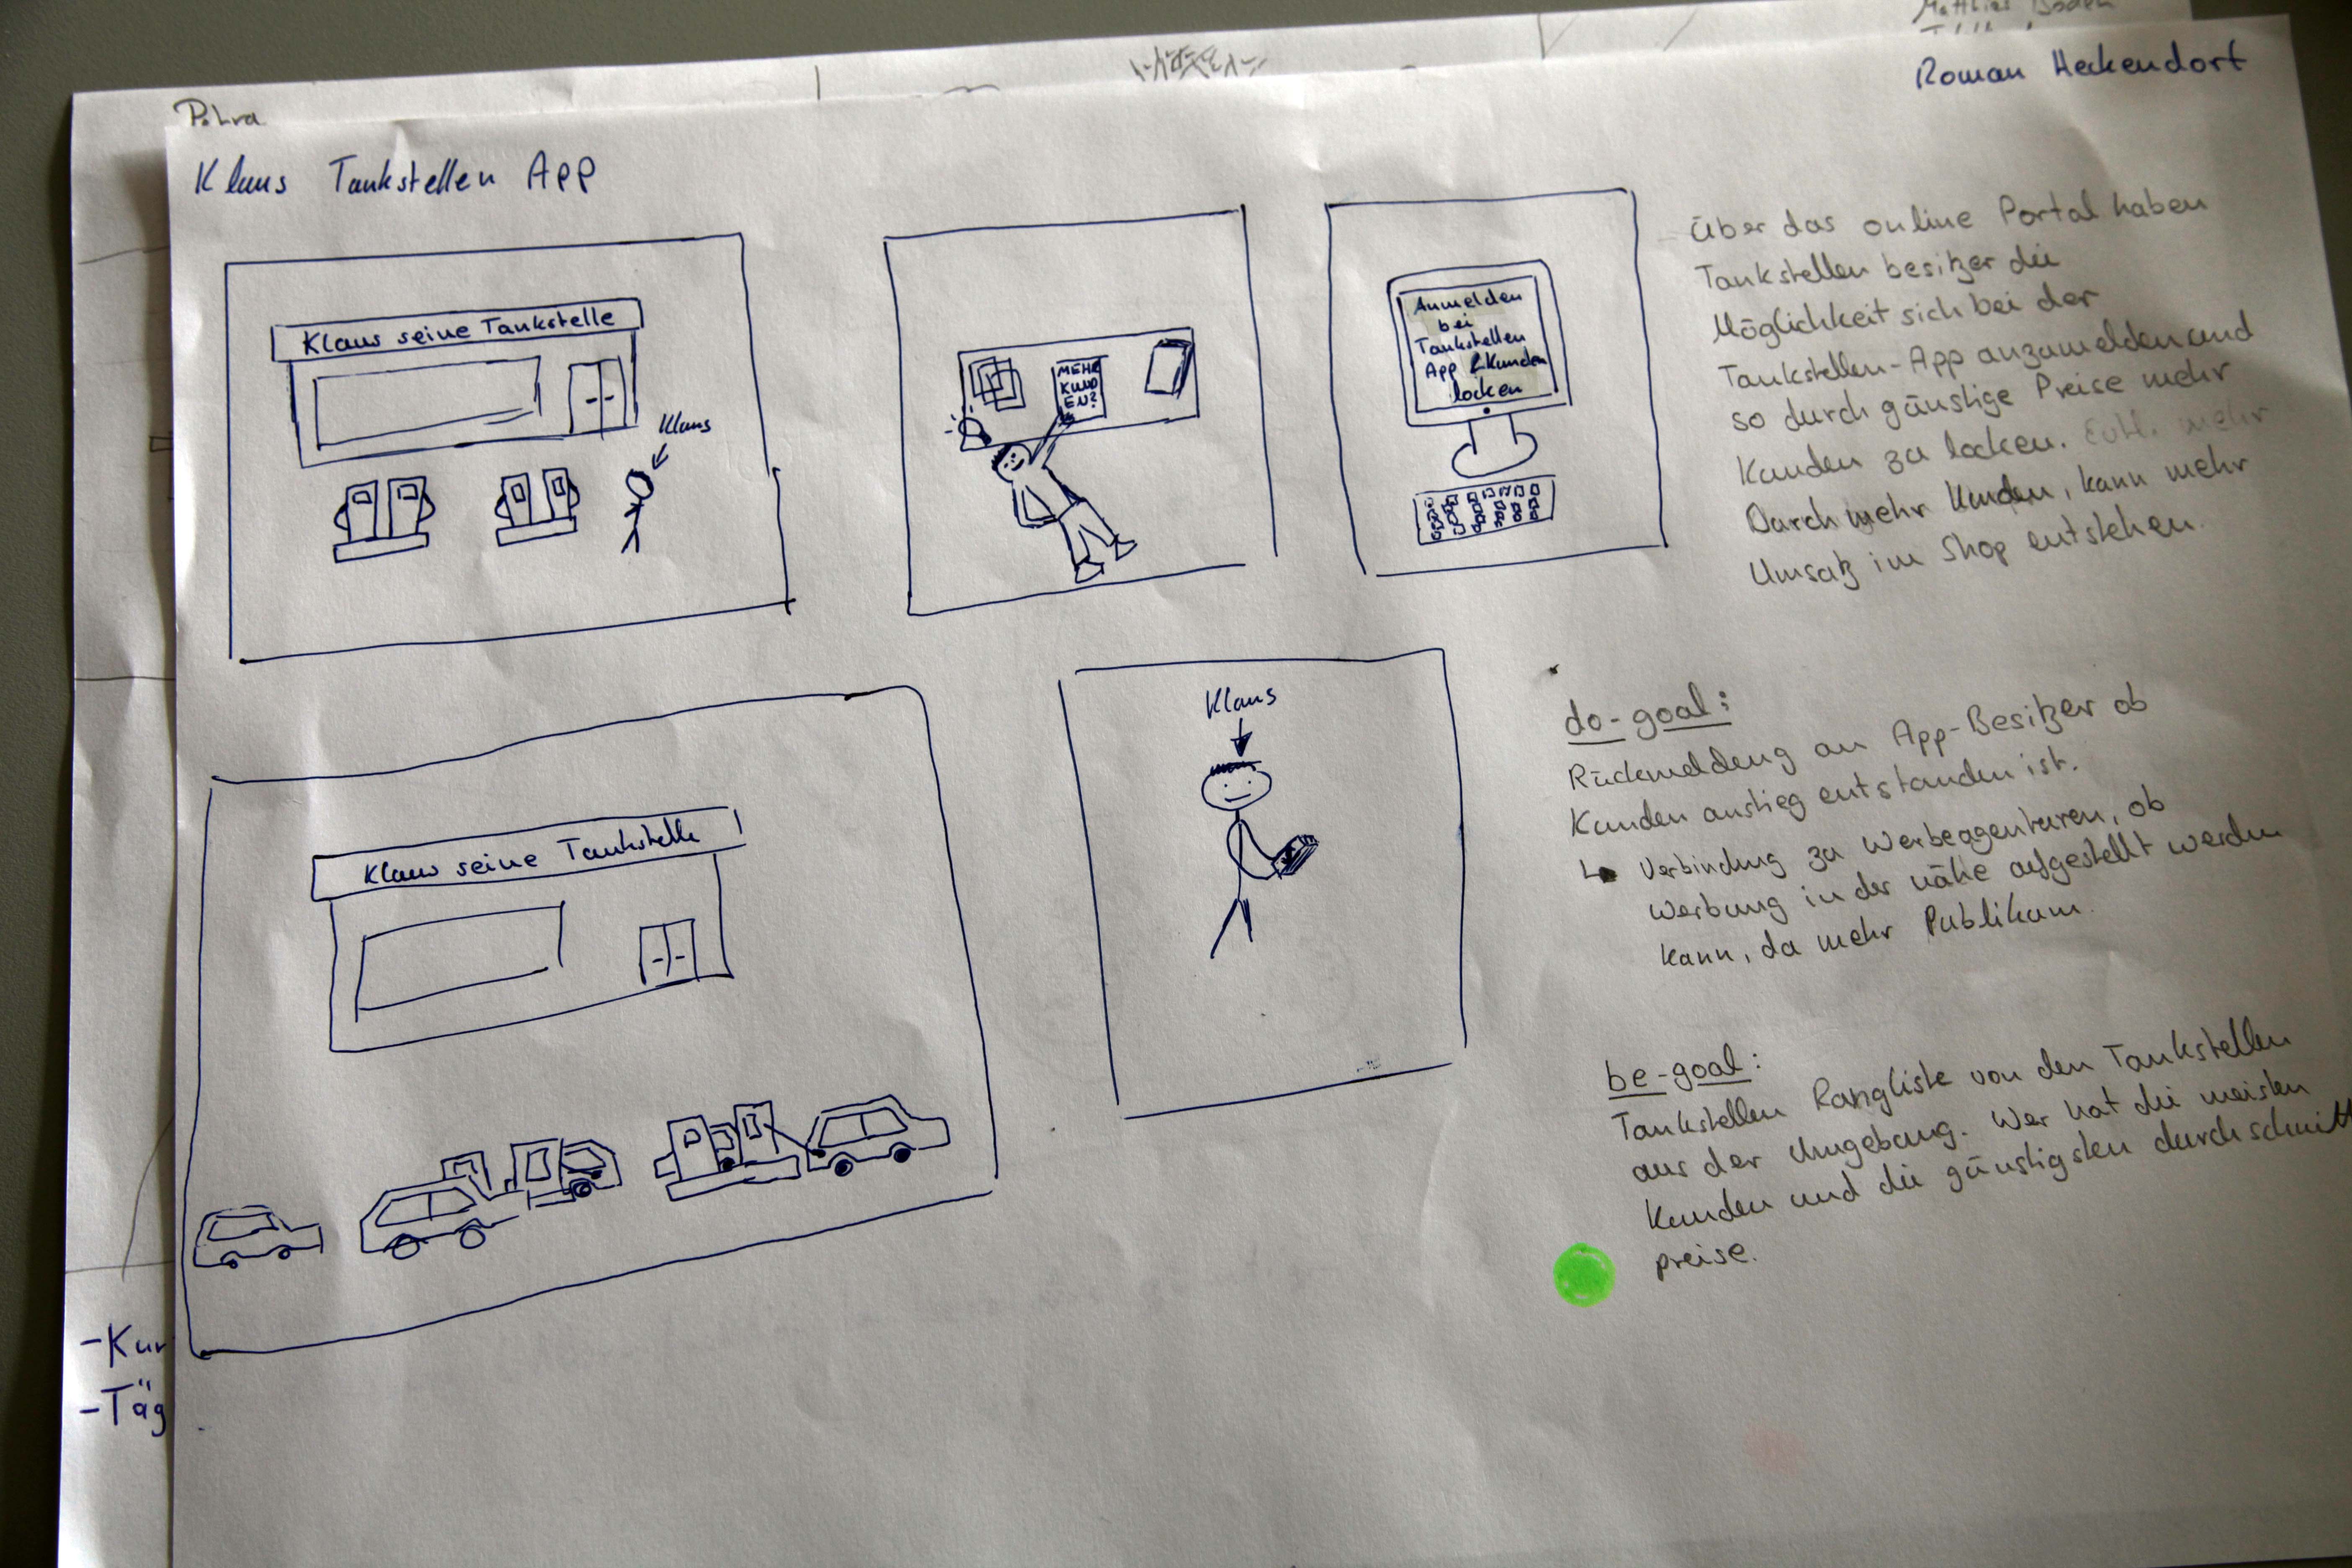 Roman Heckendorf
Klaus Tankstellen App
Klaus seine Tankstelle
Klaus
MEHR
KUND
EN?
Anmelden
bei
Tankstellen
App & Kunden
locken
Über das online Portal haben
Tankstellen besitzer die
Möglichkeit sich bei der
Tankstellen-App anzumelden und
so durch günstige Preise mehr
Kunden zu locken. Evtl. mehr
Durch mehr Kunden, kann mehr
Umsatz im Shop entstehen.
Klaus seine Tankstelle
Klaus
do-goal:
Rückmeldung an App-Besitzer ob
Kunden anstieg entstanden ist.
↳ Verbindung zu Werbeagenturen, ob
Werbung in der nähe aufgestellt werden
kann, da mehr Publikum.
be-goal:
Tankstellen Rangliste von den Tankstellen
aus der Umgebung. Wer hat die meisten
Kunden und die günstigsten durchschnitt
preise.
-Kur
-Täg